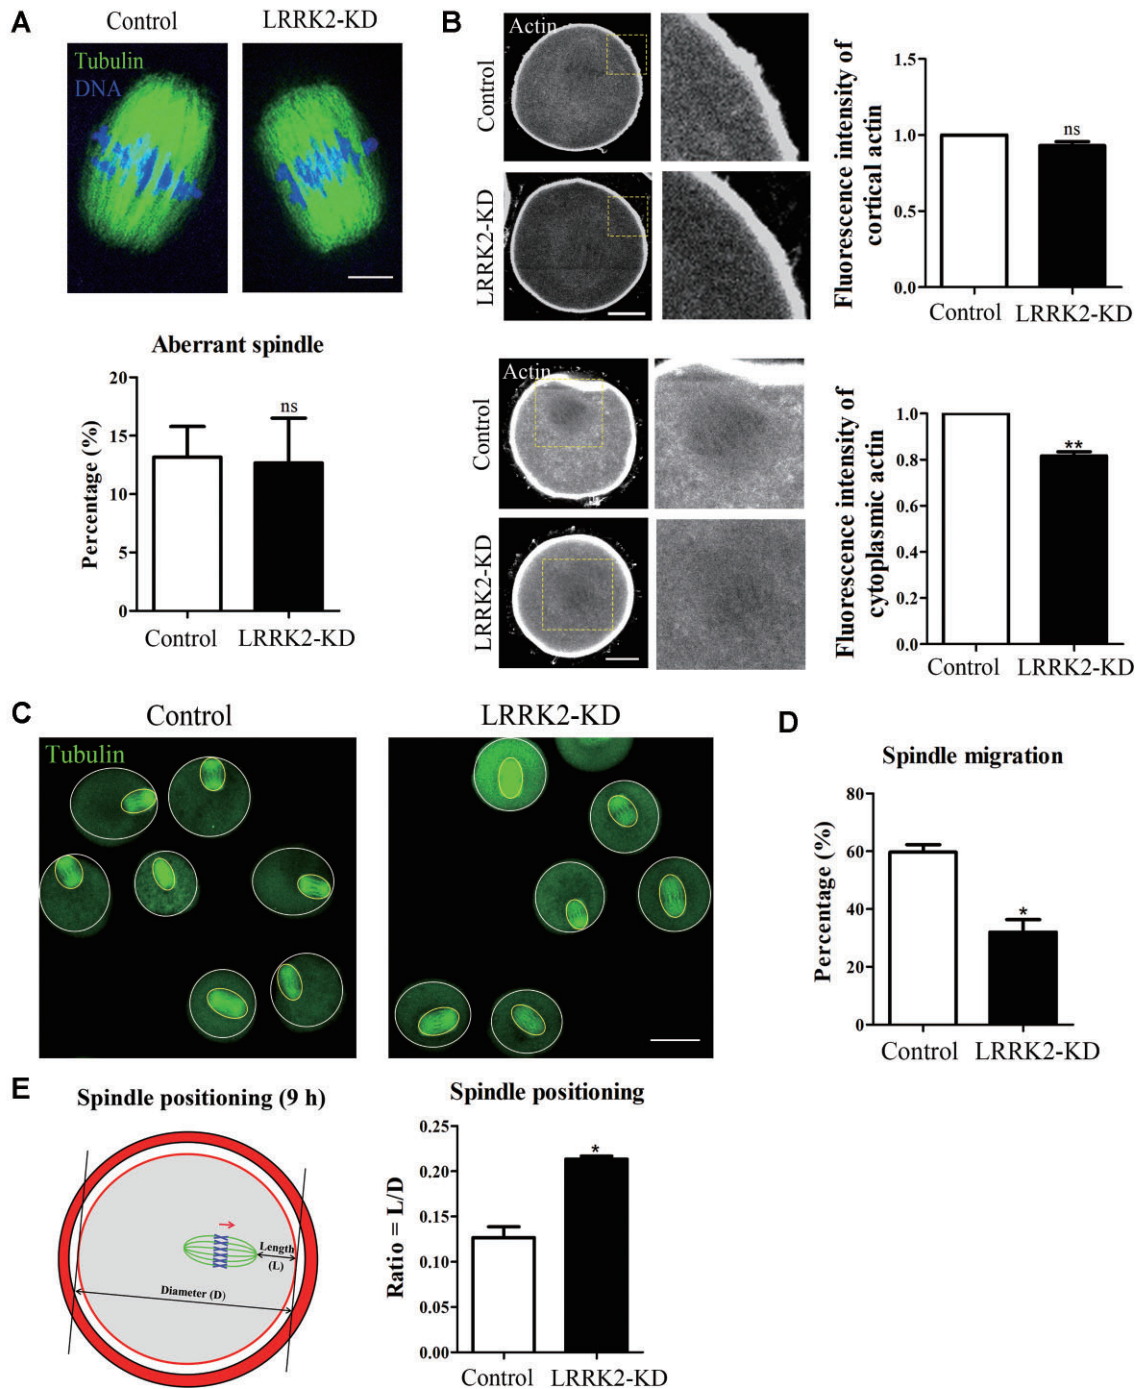 A
Control
LRRK2-KD
Tubulin
DNA
Aberrant spindle
Percentage (%)
20
15
10
5
0
ns
Control
LRRK2-KD
B
Actin
Control
LRRK2-KD
Fluorescence intensity of
cortical actin
1.5
1.0
0.5
0.0
ns
Control
LRRK2-KD
Actin
Control
LRRK2-KD
Fluorescence intensity of
cytoplasmic actin
1.0
0.8
0.6
0.4
0.2
0.0
**
Control
LRRK2-KD
C
Control
LRRK2-KD
Tubulin
D
Spindle migration
Percentage (%)
80
60
40
20
0
*
Control
LRRK2-KD
E
Spindle positioning (9 h)
Length
(L)
Diameter (D)
Spindle positioning
Ratio = L/D
0.25
0.20
0.15
0.10
0.05
0.00
*
Control
LRRK2-KD